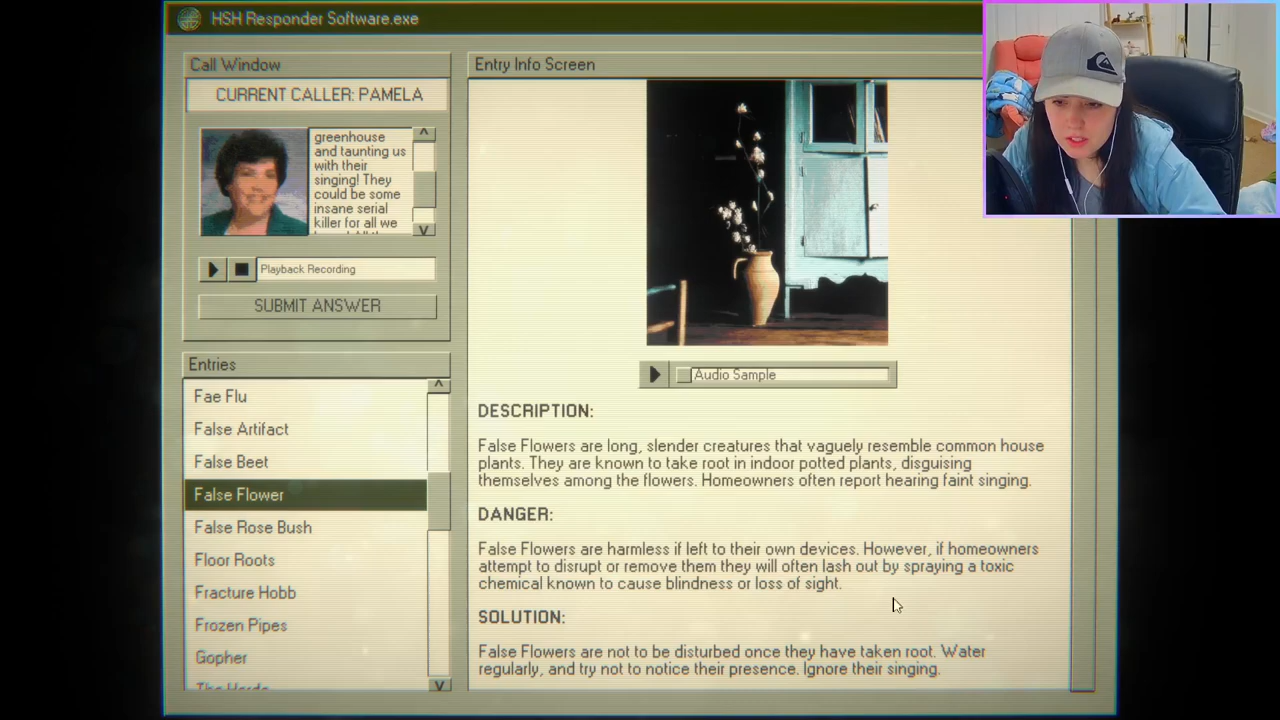 HSH Responder Software.exe
Call Window
CURRENT CALLER: PAMELA
greenhouse
and taunting us
with their
singing! They
could be some
insane serial
killer for all we
Playback Recording
SUBMIT ANSWER
Entries
Fae Flu
False Artifact
False Beet
False Flower
False Rose Bush
Floor Roots
Fracture Hobb
Frozen Pipes
Gopher
Entry Info Screen
Audio Sample
DESCRIPTION:
False Flowers are long, slender creatures that vaguely resemble common house
plants. They are known to take root in indoor potted plants, disguising
themselves among the flowers. Homeowners often report hearing faint singing.
DANGER:
False Flowers are harmless if left to their own devices. However, if homeowners
attempt to disrupt or remove them they will often lash out by spraying a toxic
chemical known to cause blindness or loss of sight.
SOLUTION:
False Flowers are not to be disturbed once they have taken root. Water
regularly, and try not to notice their presence. Ignore their singing.